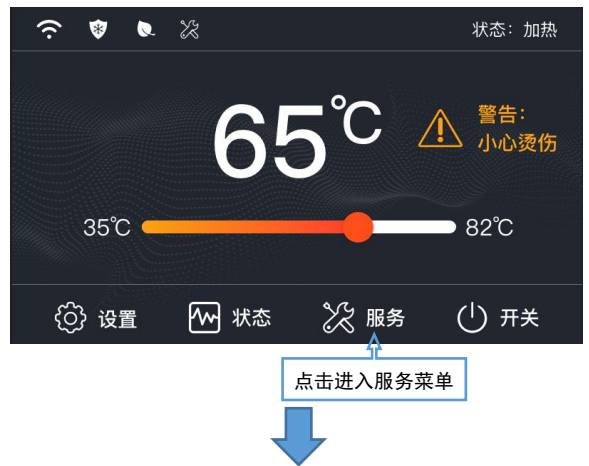 状态：加热
65℃
警告：
小心烫伤
35℃ 82℃
设置 状态 服务 开关
点击进入服务菜单